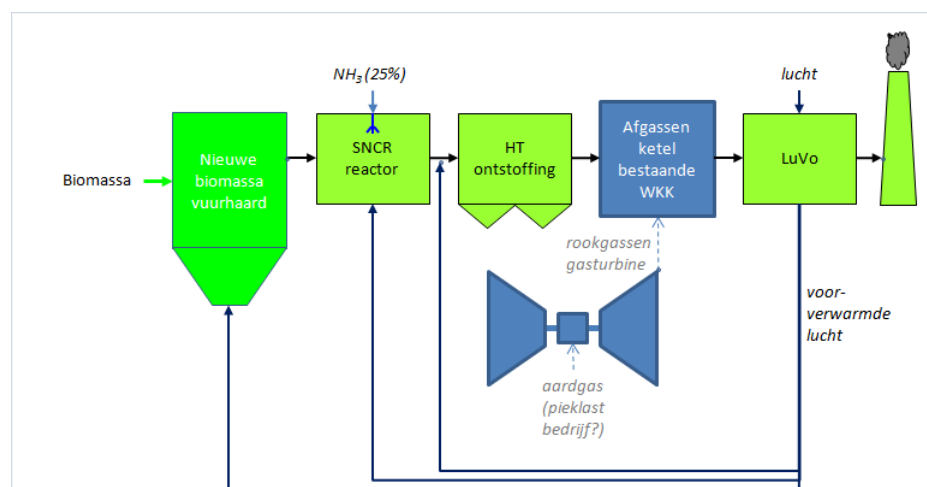 NH3 (25%)
lucht
Biomassa
Nieuwe
biomassa
vuurhaard
SNCR
reactor
HT
ontstoffing
Afgassen
ketel
bestaande
WKK
LuVo
rookgassen
gasturbine
voor-
verwarmde
lucht
aardgas
(pieklast
bedrijf?)